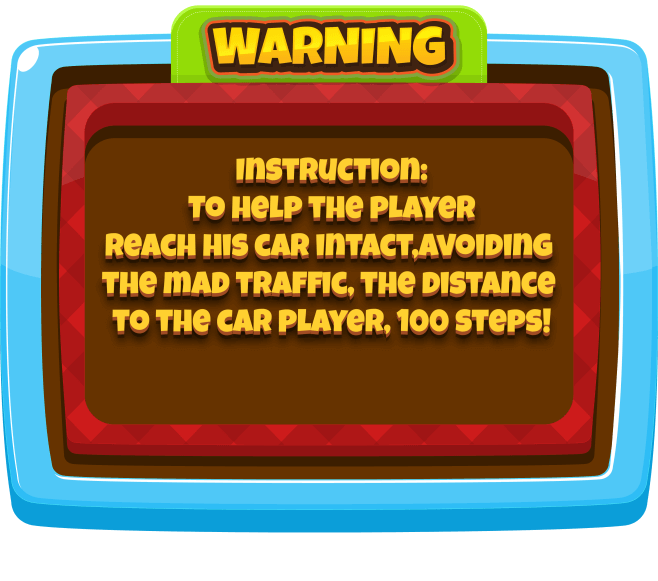 WARNING
INSTRUCTION:
TO HELP THE PLAYER
REACH HIS CAR INTACT,AVOIDING
THE MAD TRAFFIC, THE DISTANCE
TO THE CAR PLAYER, 100 STEPS!